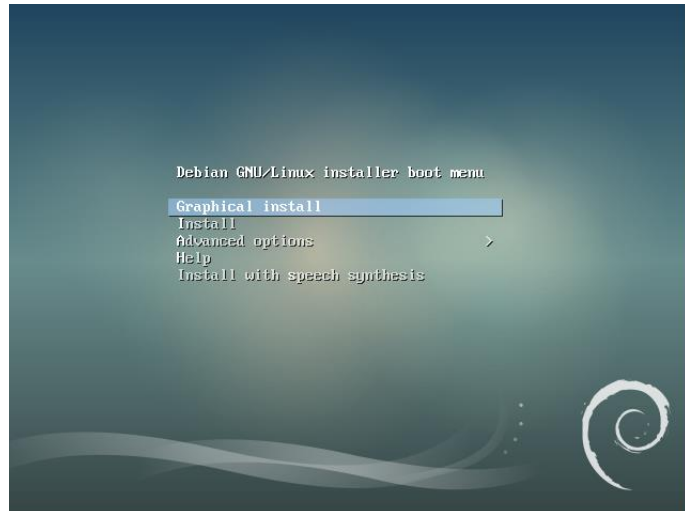 Debian GNU/Linux installer boot menu
Graphical install
Install
Advanced options >
Help
Install with speech synthesis